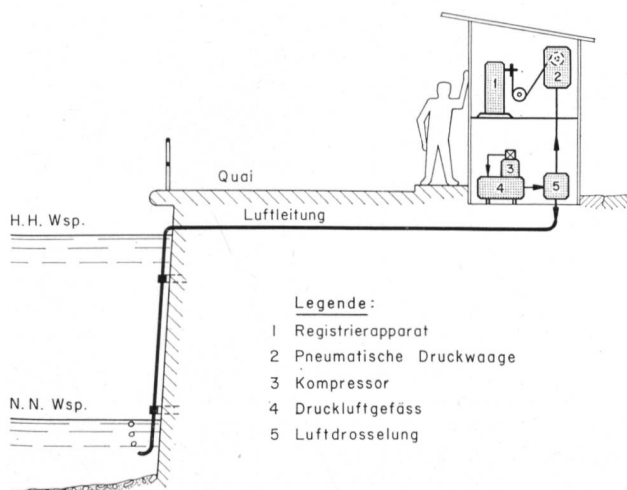 1
2
3
4
5
Quai
H.H. Wsp.
Luftleitung
N.N. Wsp.
Legende:
1 Registrierapparat
2 Pneumatische Druckwaage
3 Kompressor
4 Druckluftgefäss
5 Luftdrosselung